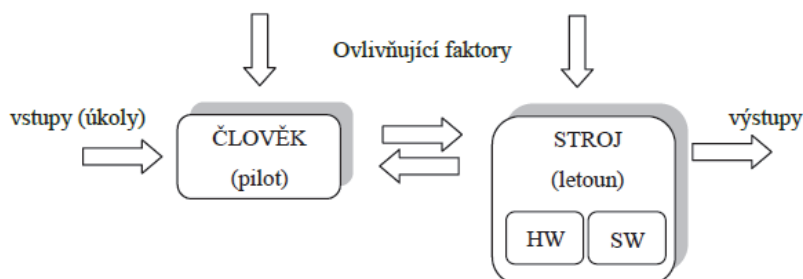 Ovlivňující faktory
vstupy (úkoly)
ČLOVĚK
(pilot)
STROJ
(letoun)
HW
SW
výstupy